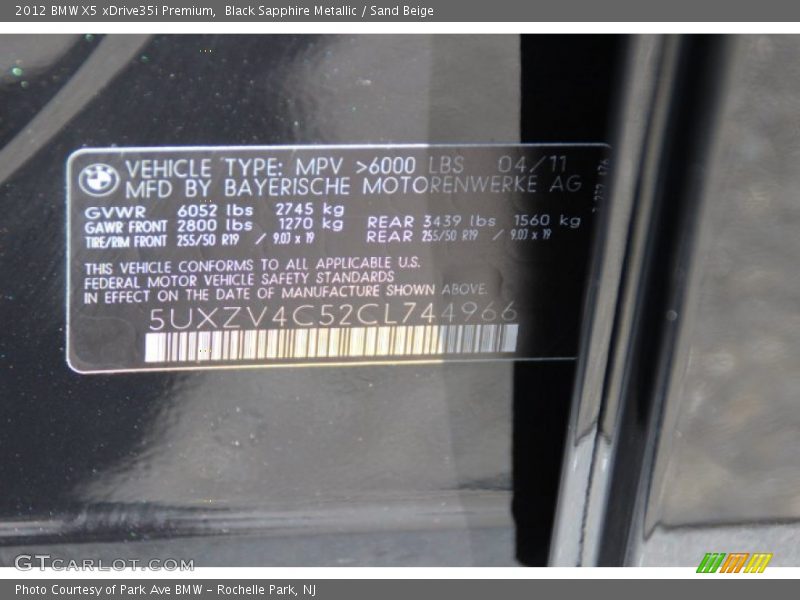 2012 BMW X5 xDrive35i Premium,  Black Sapphire Metallic / Sand Beige
VEHICLE TYPE: MPV >6000 LBS 04/11
MFD BY BAYERISCHE MOTORENWERKE AG
GVWR 6052 lbs 2745 kg
GAWR FRONT 2800 lbs 1270 kg REAR 3439 lbs 1560 kg
TIRE/RIM FRONT 255/50 R19 / 9.0J x 19 REAR 255/50 R19 / 9.0J x 19
THIS VEHICLE CONFORMS TO ALL APPLICABLE U.S.
FEDERAL MOTOR VEHICLE SAFETY STANDARDS
IN EFFECT ON THE DATE OF MANUFACTURE SHOWN ABOVE.
5UXZV4C52CL744966
GTCARLOT.COM
Photo Courtesy of Park Ave BMW - Rochelle Park, NJ